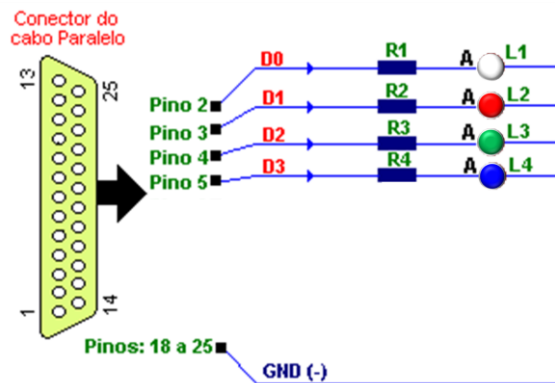 Conector do
cabo Paralelo
13
25
1
14
Pino 2
D0
R1
A
L1
Pino 3
D1
R2
A
L2
Pino 4
D2
R3
A
L3
Pino 5
D3
R4
A
L4
Pinos: 18 a 25
GND (-)